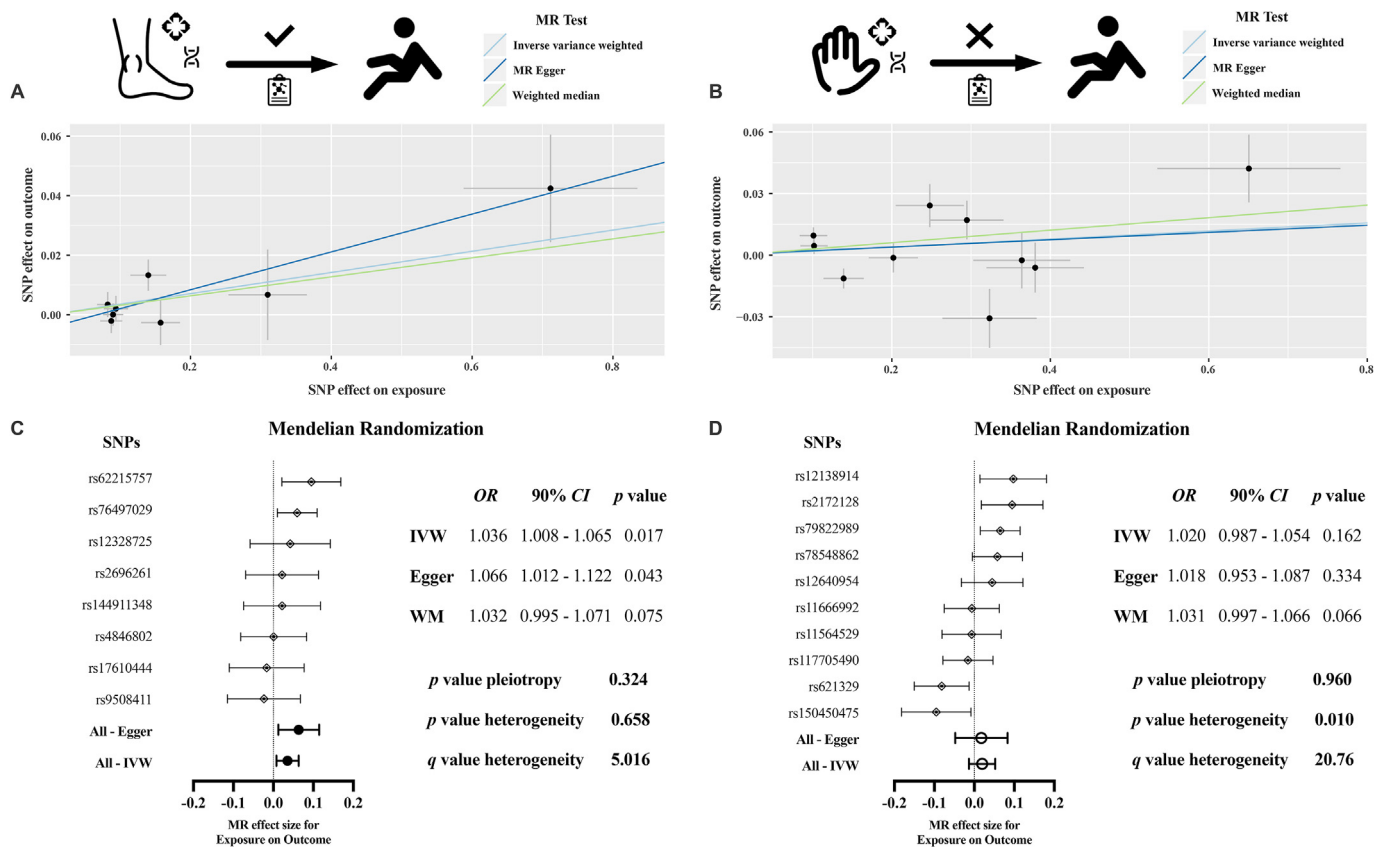 MR Test
Inverse variance weighted
MR Egger
Weighted median
A
0.06
0.04
0.02
0.00
SNP effect on outcome
0.2
0.4
0.6
0.8
SNP effect on exposure
MR Test
Inverse variance weighted
MR Egger
Weighted median
B
0.06
0.03
0.00
−0.03
SNP effect on outcome
0.2
0.4
0.6
0.8
SNP effect on exposure
C
SNPs
Mendelian Randomization
rs62215757
rs76497029
rs12328725
rs2696261
rs144911348
rs4846802
rs17610444
rs9508411
All - Egger
All - IVW
-0.2 -0.1 0.0 0.1 0.2
MR effect size for
Exposure on Outcome
OR 90% CI p value
IVW 1.036 1.008 - 1.065 0.017
Egger 1.066 1.012 - 1.122 0.043
WM 1.032 0.995 - 1.071 0.075
p value pleiotropy 0.324
p value heterogeneity 0.658
q value heterogeneity 5.016
D
SNPs
Mendelian Randomization
rs12138914
rs2172128
rs79822989
rs78548862
rs12640954
rs11666992
rs11564529
rs117705490
rs621329
rs150450475
All - Egger
All - IVW
-0.2 -0.1 0.0 0.1 0.2
MR effect size for
Exposure on Outcome
OR 90% CI p value
IVW 1.020 0.987 - 1.054 0.162
Egger 1.018 0.953 - 1.087 0.334
WM 1.031 0.997 - 1.066 0.066
p value pleiotropy 0.960
p value heterogeneity 0.010
q value heterogeneity 20.76